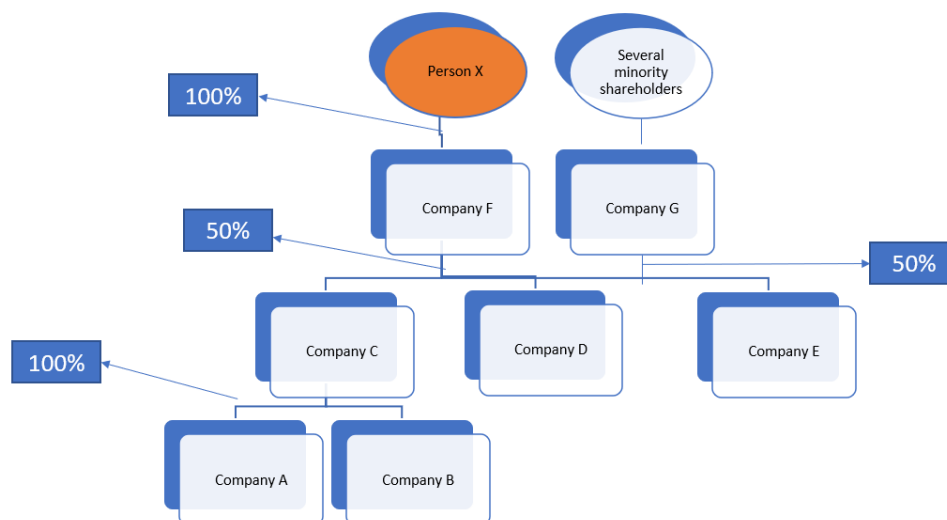 Person X
Several
minority
shareholders
100%
Company F
Company G
50%
50%
Company C
Company D
Company E
100%
Company A
Company B